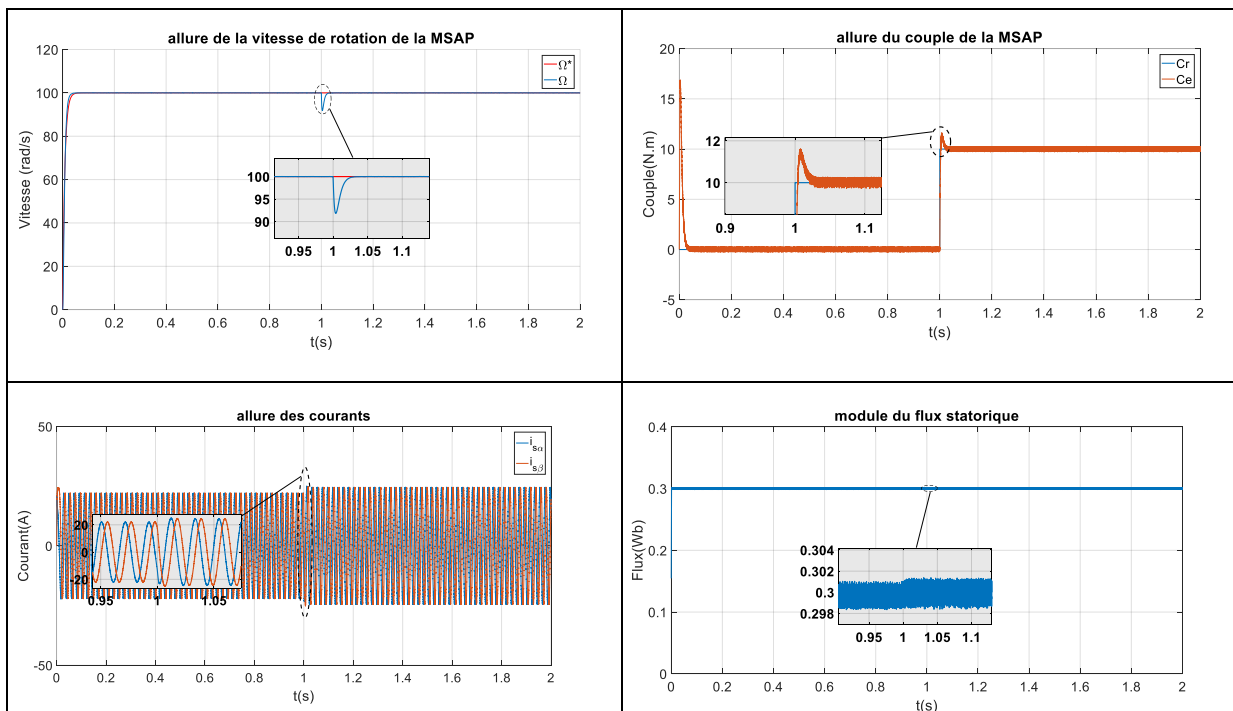 allure de la vitesse de rotation de la MSAP
120
100
80
60
40
20
0
Vitesse (rad/s)
Ω*
Ω
100
95
90
0.95 1 1.05 1.1
0 0.2 0.4 0.6 0.8 1 1.2 1.4 1.6 1.8 2
t(s)
allure du couple de la MSAP
20
15
10
5
0
-5
Couple(N.m)
Cr
Ce
12
10
0.9 1 1.1
0 0.2 0.4 0.6 0.8 1 1.2 1.4 1.6 1.8 2
t(s)
allure des courants
50
0
-50
Courant(A)
i sα
i sβ
20
0
-20
0.95 1 1.05
0 0.2 0.4 0.6 0.8 1 1.2 1.4 1.6 1.8 2
t(s)
module du flux statorique
0.4
0.3
0.2
0.1
0
Flux(Wb)
0.304
0.302
0.3
0.298
0.95 1 1.05 1.1
0 0.2 0.4 0.6 0.8 1 1.2 1.4 1.6 1.8 2
t(s)